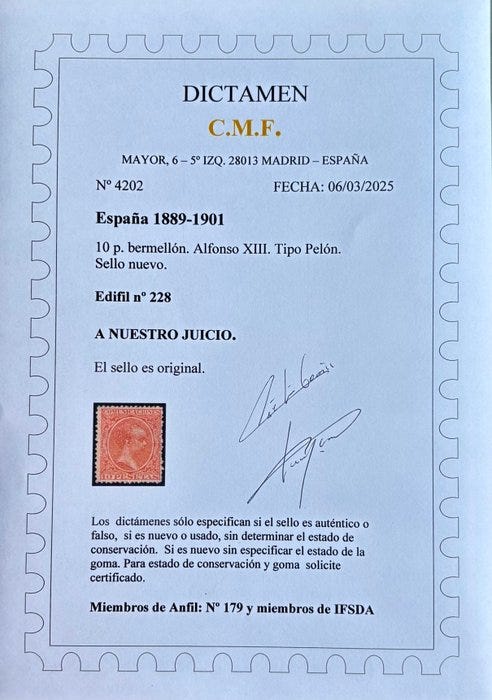 DICTAMEN
C.M.F.
MAYOR, 6 – 5º IZQ. 28013 MADRID – ESPAÑA
Nº 4202 FECHA: 06/03/2025
España 1889-1901
10 p. bermellón. Alfonso XIII. Tipo Pelón.
Sello nuevo.
Edifil nº 228
A NUESTRO JUICIO.
El sello es original.
COMUNICACIONES
10 PESETAS
Los dictámenes sólo especifican si el sello es auténtico o
falso, si es nuevo o usado, sin determinar el estado de
conservación. Si es nuevo sin especificar el estado de la
goma. Para estado de conservación y goma solicite
certificado.
Miembros de Anfil: Nº 179 y miembros de IFSDA